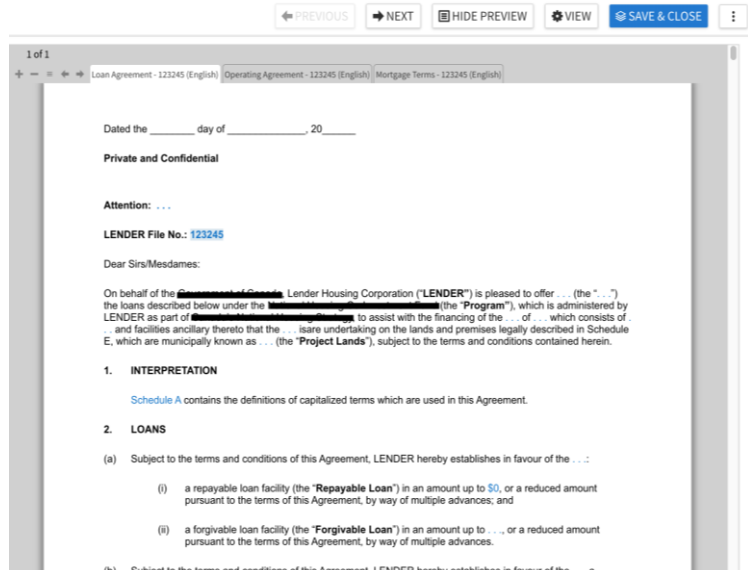 PREVIOUS NEXT HIDE PREVIEW VIEW SAVE & CLOSE
1 of 1
Loan Agreement - 123245 (English) Operating Agreement - 123245 (English) Mortgage Terms - 123245 (English)
Dated the ________ day of ______________, 20______
Private and Confidential
Attention: . . .
LENDER File No.: 123245
Dear Sirs/Mesdames:
On behalf of the , Lender Housing Corporation (“LENDER”) is pleased to offer . . . (the “. . .”)
the loans described below under the (the “Program”), which is administered by
LENDER as part of , to assist with the financing of the . . . of . . . which consists of .
. . and facilities ancillary thereto that the . . . isare undertaking on the lands and premises legally described in Schedule
E, which are municipally known as . . . (the “Project Lands”), subject to the terms and conditions contained herein.
1. INTERPRETATION
Schedule A contains the definitions of capitalized terms which are used in this Agreement.
2. LOANS
(a) Subject to the terms and conditions of this Agreement, LENDER hereby establishes in favour of the . . .:
(i) a repayable loan facility (the “Repayable Loan”) in an amount up to $0, or a reduced amount
pursuant to the terms of this Agreement, by way of multiple advances; and
(ii) a forgivable loan facility (the “Forgivable Loan”) in an amount up to . . ., or a reduced amount
pursuant to the terms of this Agreement, by way of multiple advances.